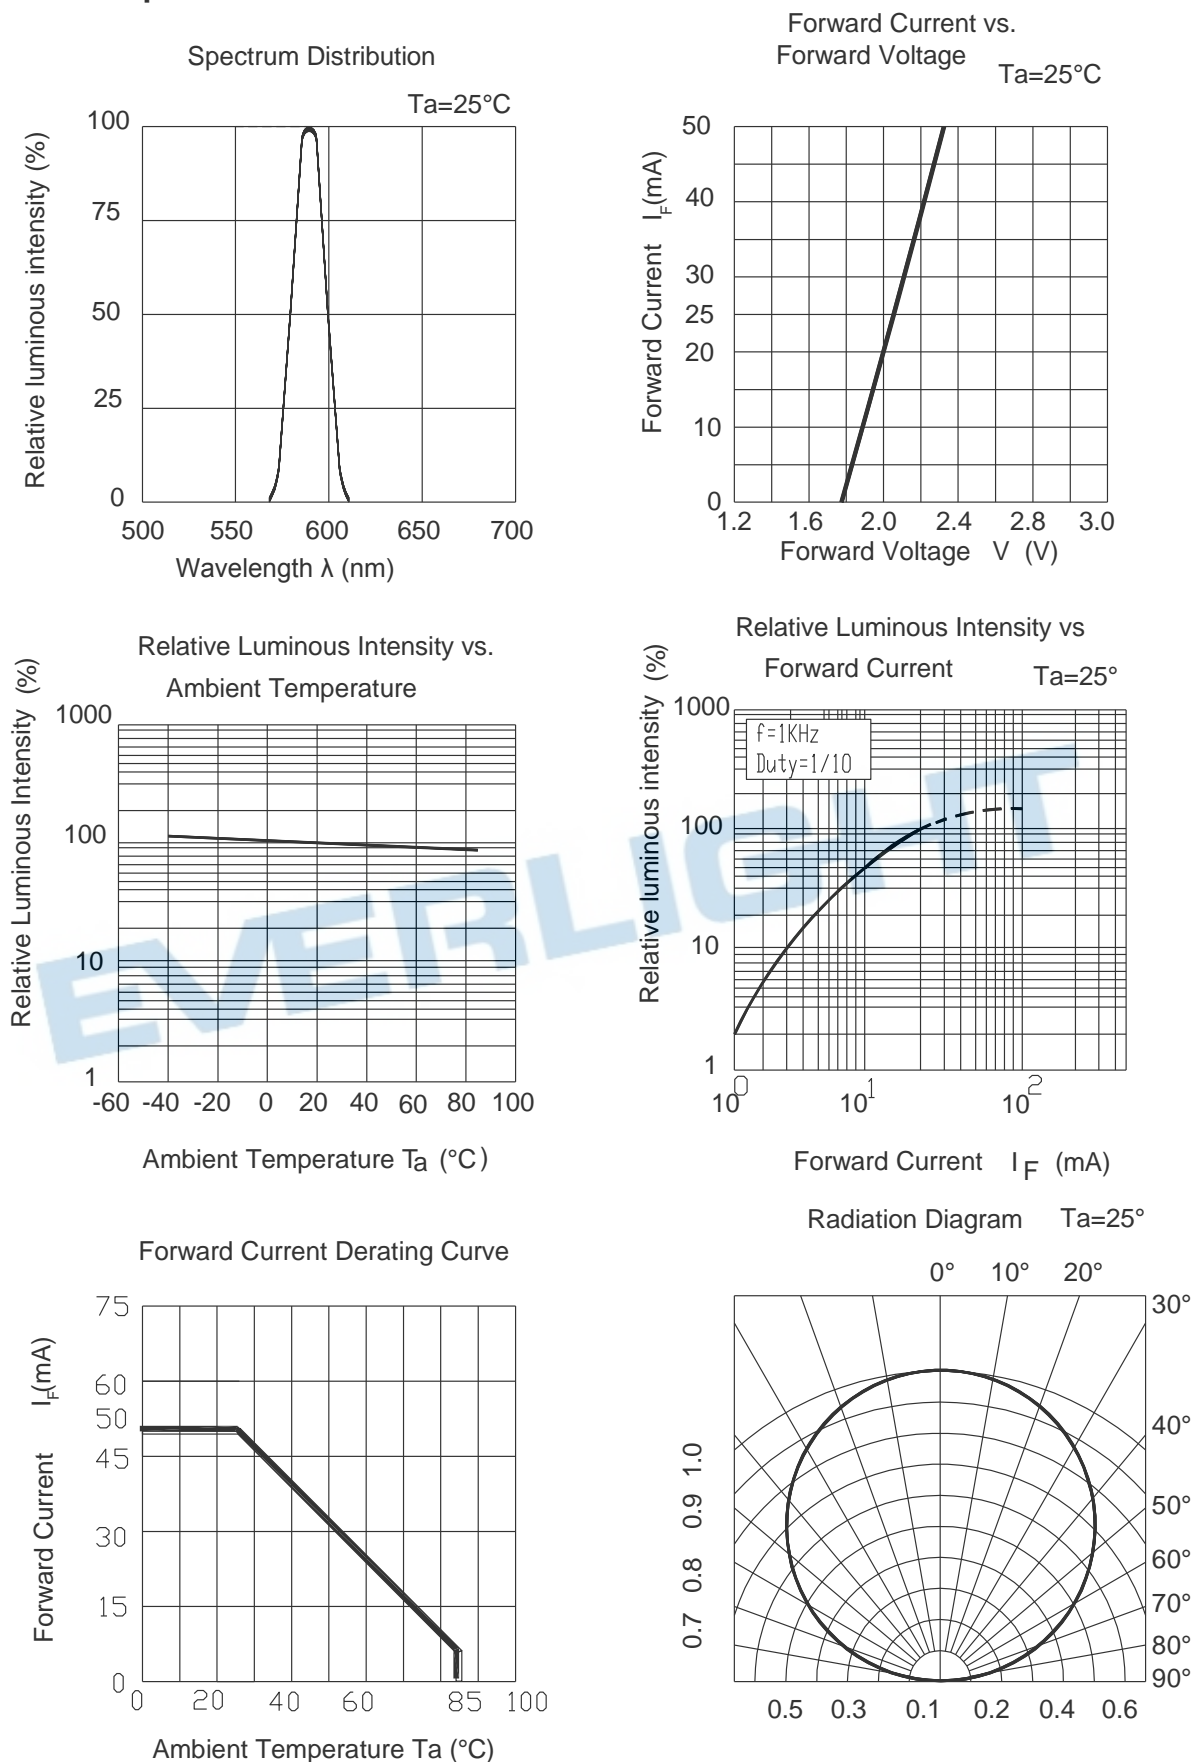 Spectrum Distribution
Ta=25°C
Relative luminous intensity (%)
100
75
50
25
0
500 550 600 650 700
Wavelength λ (nm)
Forward Current vs.
Forward Voltage
Ta=25°C
Forward Current IF(mA)
50
40
30
25
20
10
0
1.2 1.6 2.0 2.4 2.8 3.0
Forward Voltage V (V)
Relative Luminous Intensity vs.
Ambient Temperature
Relative Luminous Intensity (%)
1000
100
10
1
-60 -40 -20 0 20 40 60 80 100
Ambient Temperature Ta (°C)
Relative Luminous Intensity vs
Forward Current
Ta=25°
Relative luminous intensity (%)
1000
f=1KHz
Duty=1/10
100
10
1
10^0 10^1 10^2
Forward Current IF (mA)
EVERLIGHT
Forward Current Derating Curve
Forward Current IF(mA)
75
60
50
45
30
15
0
0 20 40 60 85 100
Ambient Temperature Ta (°C)
Radiation Diagram Ta=25°
0° 10° 20°
30°
40°
50°
60°
70°
80°
90°
1.0
0.9
0.8
0.7
0.5 0.3 0.1 0.2 0.4 0.6